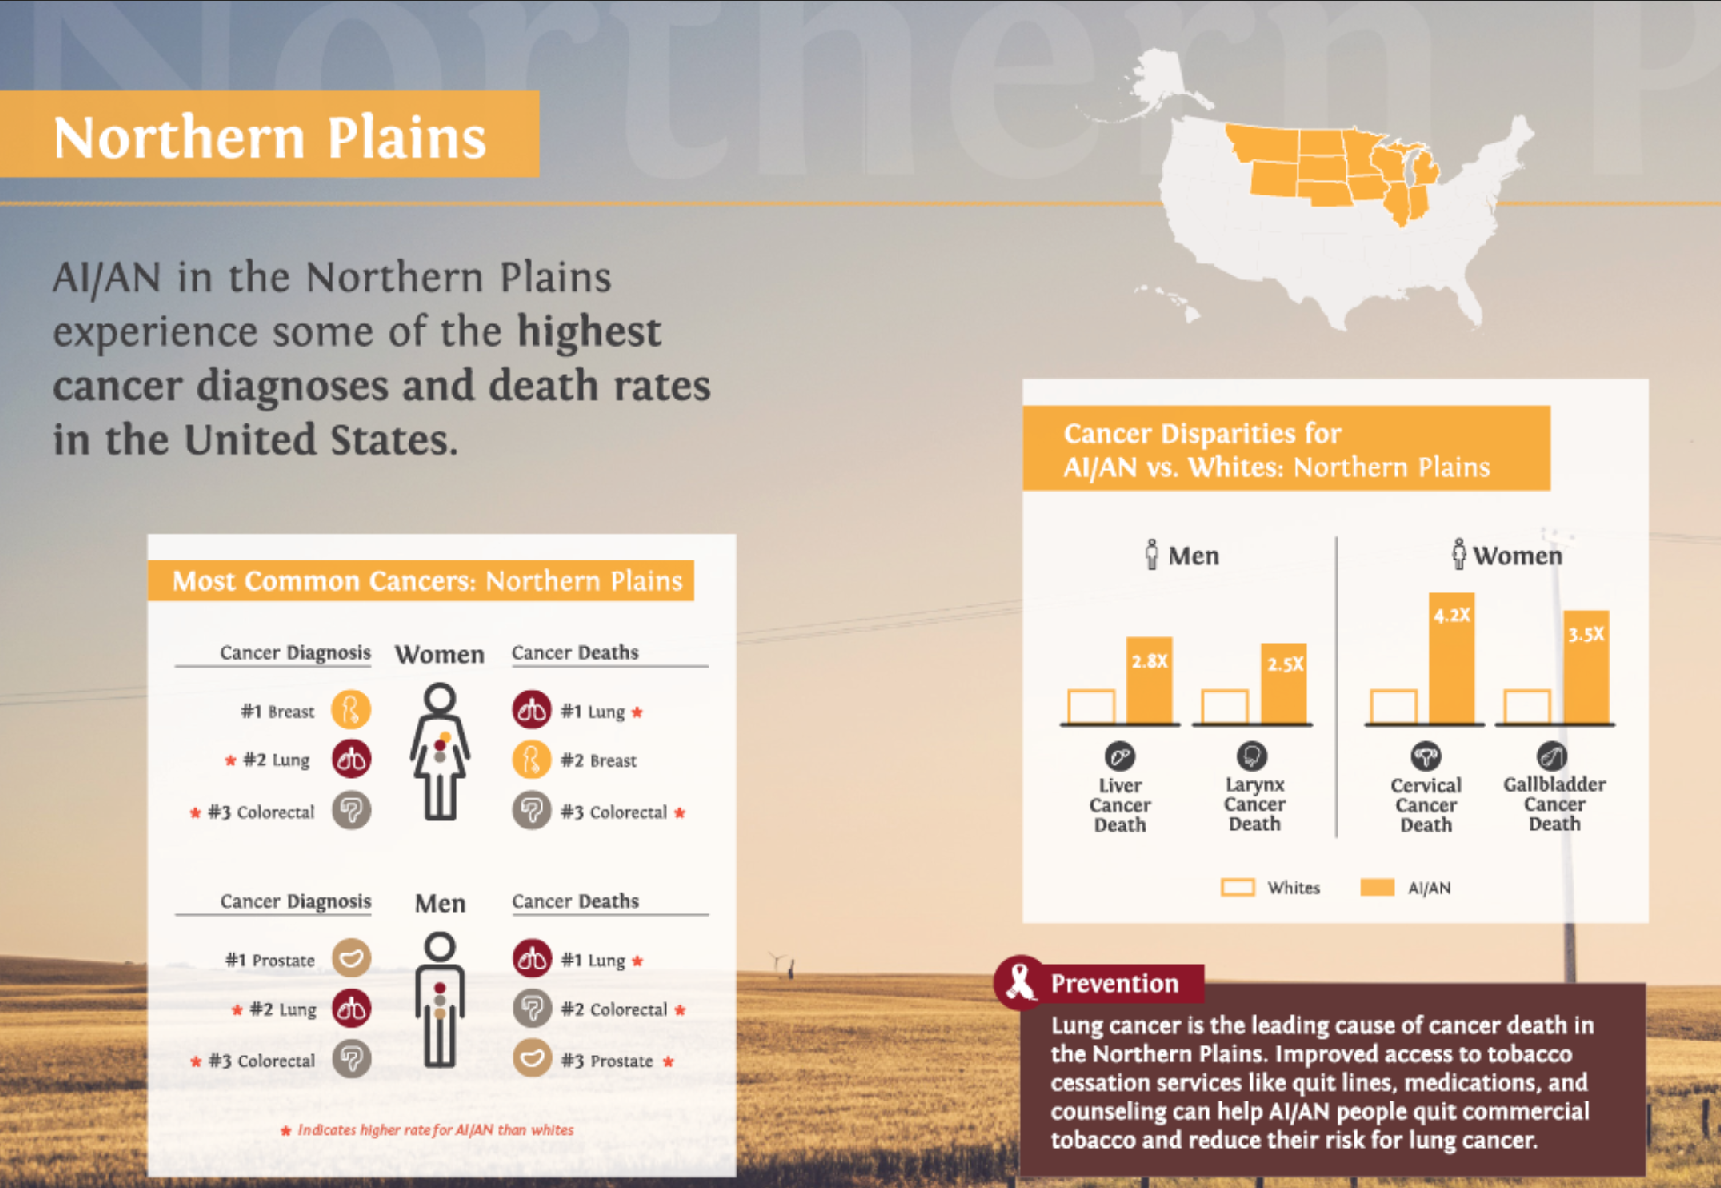 Northern P
Northern Plains
AI/AN in the Northern Plains
experience some of the highest
cancer diagnoses and death rates
in the United States.
Most Common Cancers: Northern Plains
Cancer Diagnosis Women Cancer Deaths
#1 Breast #1 Lung *
* #2 Lung #2 Breast
* #3 Colorectal #3 Colorectal *
Cancer Diagnosis Men Cancer Deaths
#1 Prostate #1 Lung *
* #2 Lung #2 Colorectal *
* #3 Colorectal #3 Prostate *
* Indicates higher rate for AI/AN than whites
Cancer Disparities for
AI/AN vs. Whites: Northern Plains
Men Women
2.8X 2.5X 4.2X 3.5X
Liver Larynx Cervical Gallbladder
Cancer Cancer Cancer Cancer
Death Death Death Death
Whites AI/AN
Prevention
Lung cancer is the leading cause of cancer death in
the Northern Plains. Improved access to tobacco
cessation services like quit lines, medications, and
counseling can help AI/AN people quit commercial
tobacco and reduce their risk for lung cancer.